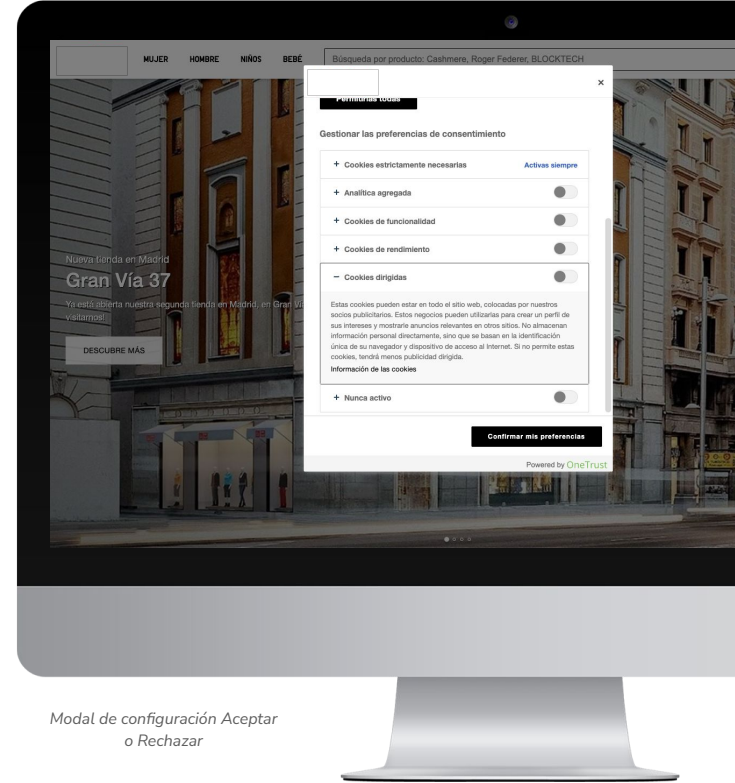 MUJER HOMBRE NIÑOS BEBÉ Búsqueda por producto: Cashmere, Roger Federer, BLOCKTECH
×
Permitirlas todas
Gestionar las preferencias de consentimiento
+ Cookies estrictamente necesarias Activas siempre
+ Analítica agregada
+ Cookies de funcionalidad
+ Cookies de rendimiento
– Cookies dirigidas
Estas cookies pueden estar en todo el sitio web, colocadas por nuestros
socios publicitarios. Estos negocios pueden utilizarlas para crear un perfil de
sus intereses y mostrarle anuncios relevantes en otros sitios. No almacenan
información personal directamente, sino que se basan en la identificación
única de su navegador y dispositivo de acceso al Internet. Si no permite estas
cookies, tendrá menos publicidad dirigida.
Información de las cookies
+ Nunca activo
Confirmar mis preferencias
Powered by OneTrust
Nueva tienda en Madrid
Gran Vía 37
Ya está abierta nuestra segunda tienda en Madrid, en Gran Vía
visítarnos!
DESCUBRE MÁS
Modal de configuración Aceptar
o Rechazar